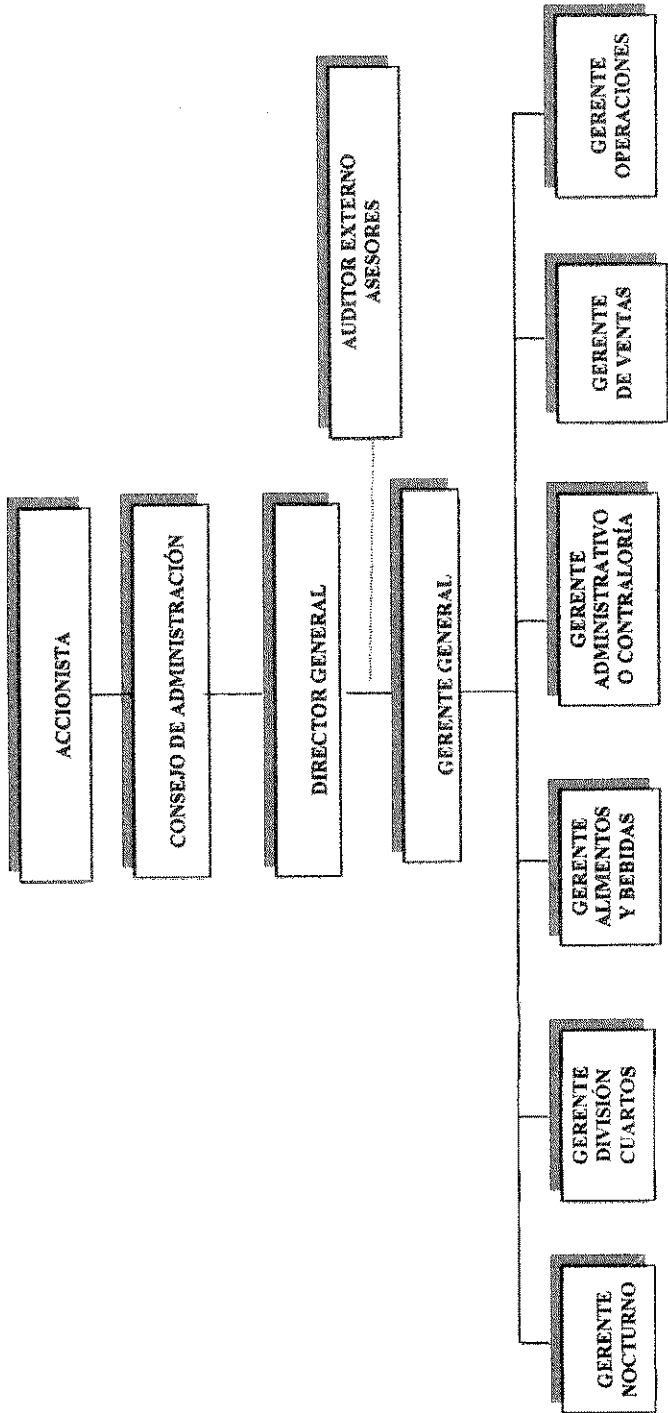 ACCIONISTA
CONSEJO DE ADMINISTRACIÓN
DIRECTOR GENERAL
AUDITOR EXTERNO
ASESORES
GERENTE GENERAL
GERENTE
NOCTURNO
GERENTE
DIVISIÓN
CUARTOS
GERENTE
ALIMENTOS
Y BEBIDAS
GERENTE
ADMINISTRATIVO
O CONTRALORÍA
GERENTE
DE VENTAS
GERENTE
OPERACIONES